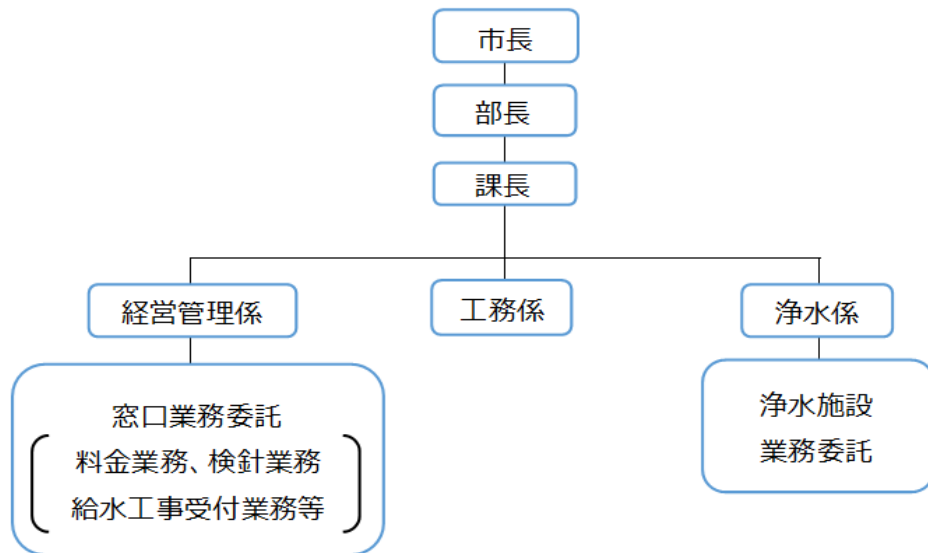 市長
部長
課長
経営管理係
工務係
浄水係
窓口業務委託
料金業務、検針業務
給水工事受付業務等
浄水施設
業務委託